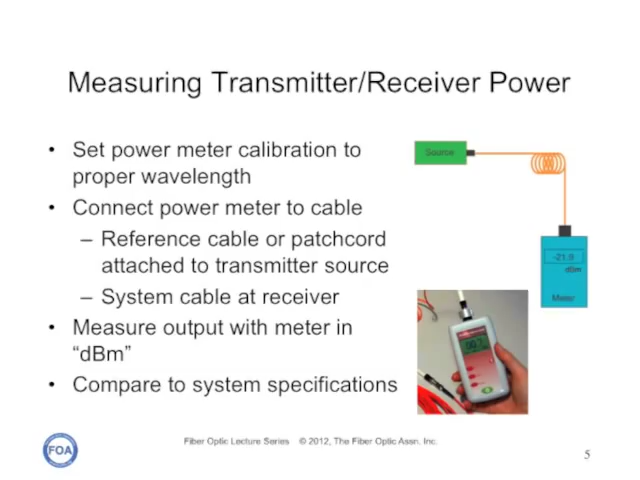 Measuring Transmitter/Receiver Power
• Set power meter calibration to
proper wavelength
• Connect power meter to cable
– Reference cable or patchcord
attached to transmitter source
– System cable at receiver
• Measure output with meter in
“dBm”
• Compare to system specifications
Source
-21.9
dBm
Meter
FOA
Fiber Optic Lecture Series © 2012, The Fiber Optic Assn. Inc.
5